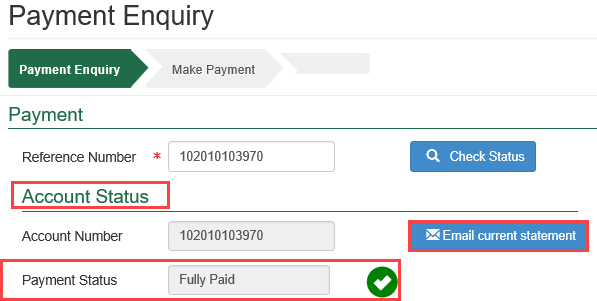 Payment Enquiry
Payment Enquiry Make Payment
Payment
Reference Number * 102010103970 Check Status
Account Status
Account Number 102010103970 Email current statement
Payment Status Fully Paid